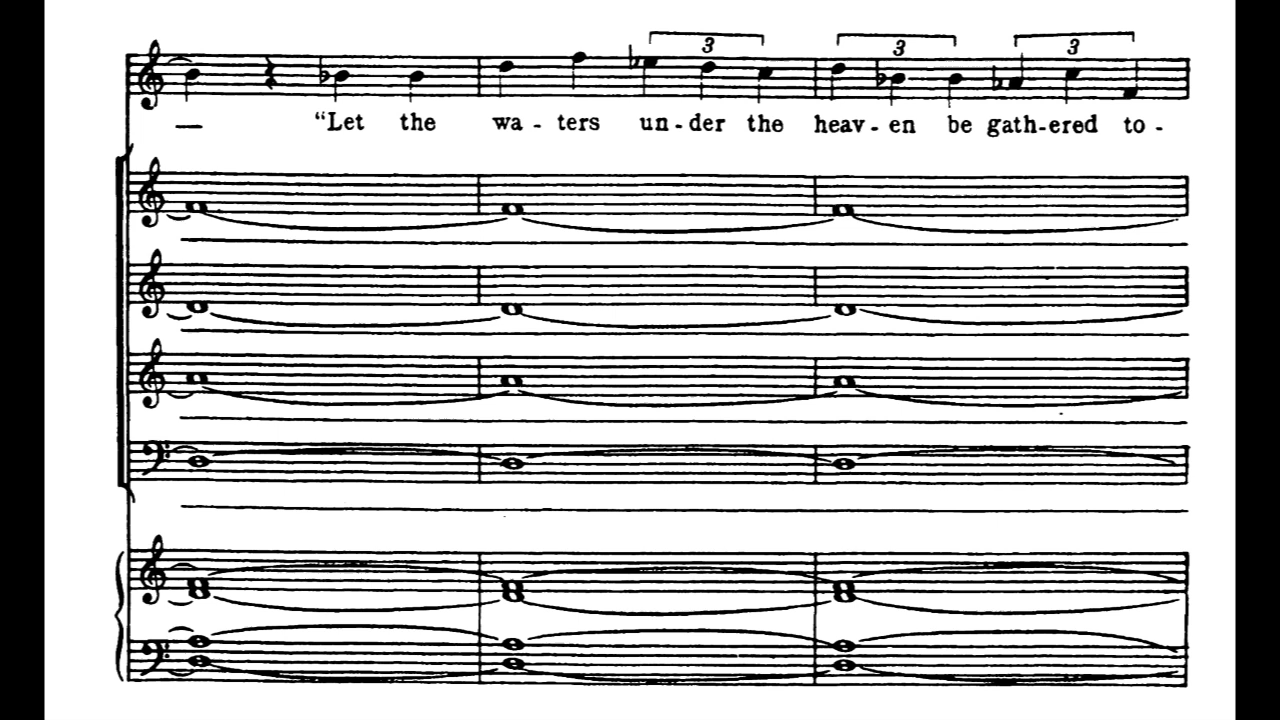 3 3 3
“Let the wa - ters un - der the heav - en be gath - ered to -